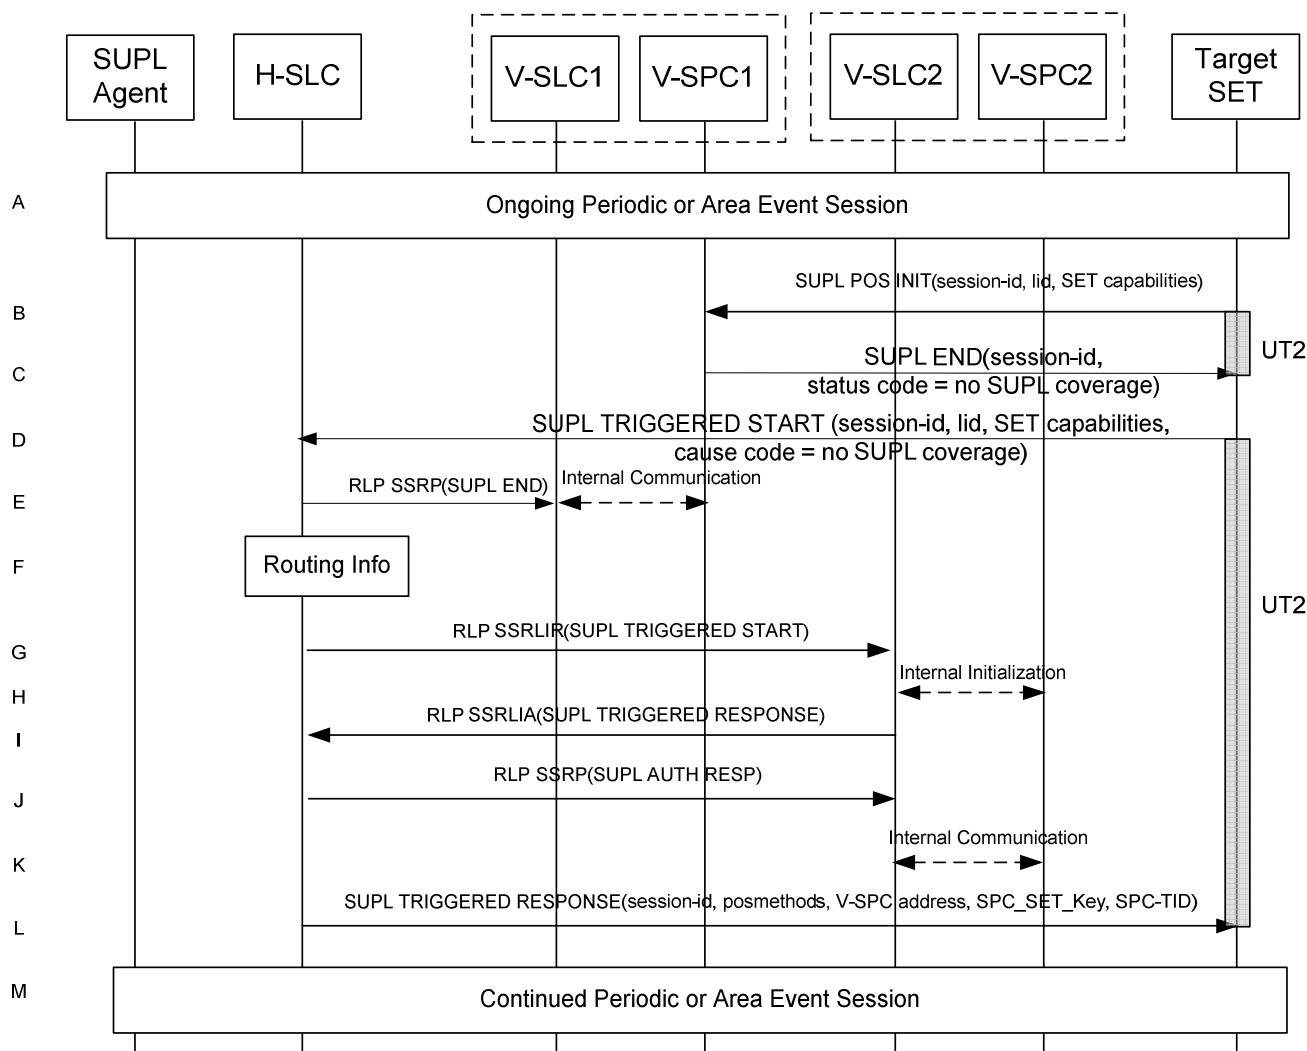 SUPL
Agent
H-SLC
V-SLC1
V-SPC1
V-SLC2
V-SPC2
Target
SET
A
Ongoing Periodic or Area Event Session
SUPL POS INIT(session-id, lid, SET capabilities)
B
UT2
SUPL END(session-id,
C
status code = no SUPL coverage)
SUPL TRIGGERED START (session-id, lid, SET capabilities,
D
cause code = no SUPL coverage)
RLP SSRP(SUPL END)
Internal Communication
E
Routing Info
F
UT2
RLP SSRLIR(SUPL TRIGGERED START)
G
Internal Initialization
H
RLP SSRLIA(SUPL TRIGGERED RESPONSE)
I
RLP SSRP(SUPL AUTH RESP)
J
Internal Communication
K
SUPL TRIGGERED RESPONSE(session-id, posmethods, V-SPC address, SPC_SET_Key, SPC-TID)
L
M
Continued Periodic or Area Event Session